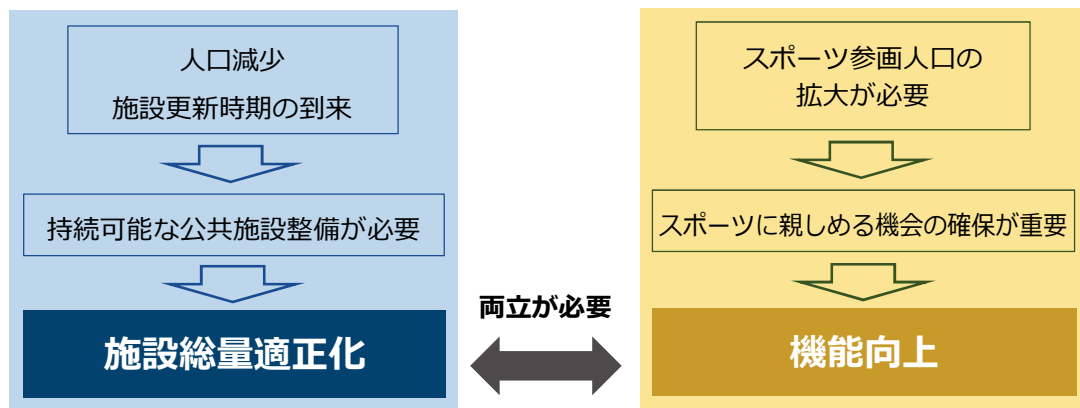 人口減少
施設更新時期の到来
持続可能な公共施設整備が必要
施設総量適正化
両立が必要
スポーツ参画人口の
拡大が必要
スポーツに親しめる機会の確保が重要
機能向上